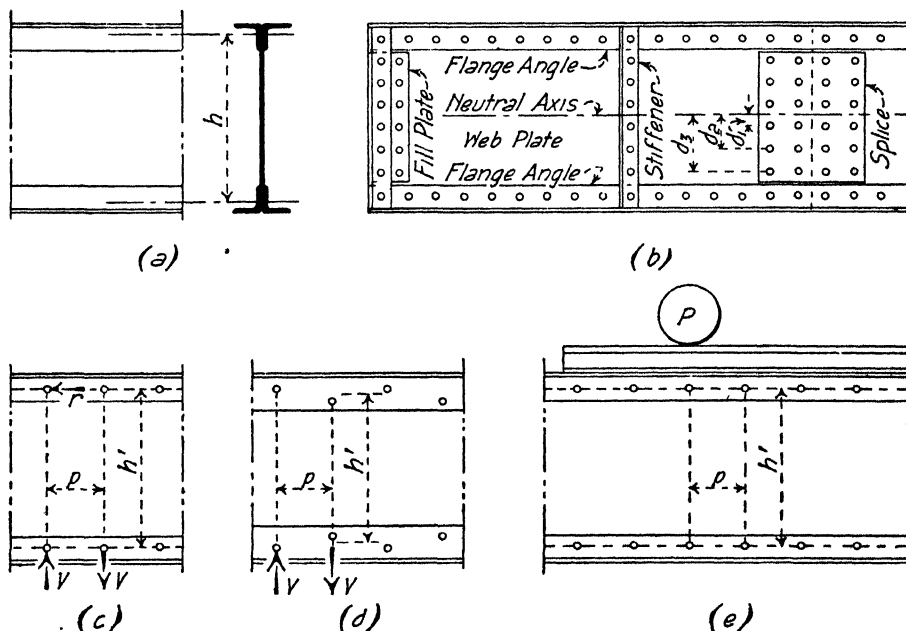 h
(a)
Fill Plate
Flange Angle
Neutral Axis
Web Plate
Flange Angle
Stiffener
d3
d2
d1
Splice
(b)
r
p
h'
V
V
(c)
p
h'
V
V
(d)
P
p
h'
(e)